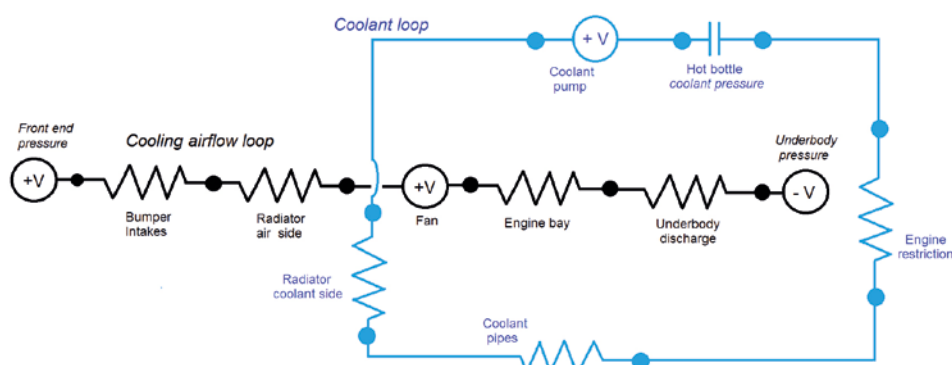 Coolant loop
+ V
Coolant
pump
Hot bottle
coolant pressure
Front end
pressure
Cooling airflow loop
Underbody
pressure
+V
+V
- V
Bumper
Intakes
Radiator
air side
Fan
Engine bay
Underbody
discharge
Engine
restriction
Radiator
coolant side
Coolant
pipes